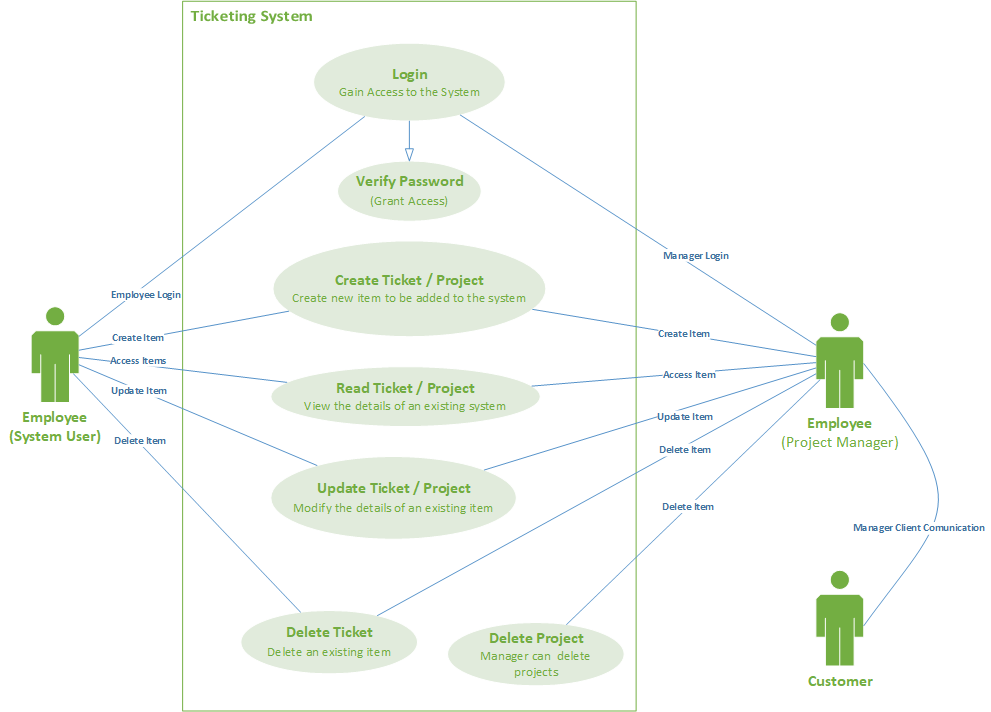 Ticketing System
Login
Gain Access to the System
Verify Password
(Grant Access)
Manager Login
Create Ticket / Project
Create new item to be added to the system
Employee Login
Create Item
Create Item
Access Items
Access Item
Read Ticket / Project
View the details of an existing system
Update Item
Update Item
Employee
(System User)
Employee
(Project Manager)
Delete Item
Delete Item
Update Ticket / Project
Modify the details of an existing item
Delete Item
Manager Client Comunication
Delete Ticket
Delete an existing item
Delete Project
Manager can delete
projects
Customer